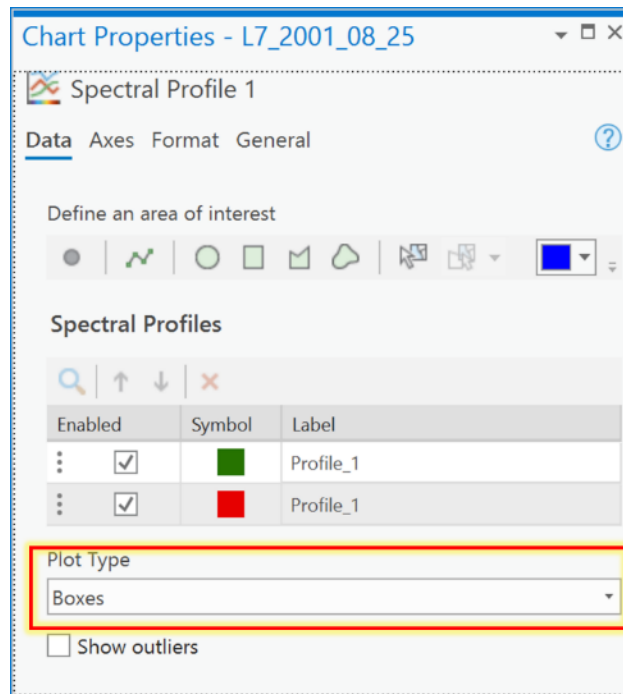 Chart Properties - L7_2001_08_25
Spectral Profile 1
Data Axes Format General
?
Define an area of interest
Spectral Profiles
Enabled Symbol Label
Profile_1
Profile_1
Plot Type
Boxes
Show outliers